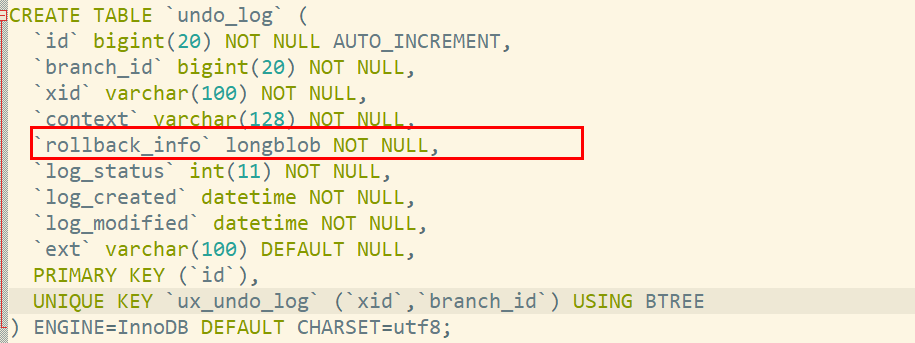 CREATE TABLE `undo_log` (
`id` bigint(20) NOT NULL AUTO_INCREMENT,
`branch_id` bigint(20) NOT NULL,
`xid` varchar(100) NOT NULL,
`context` varchar(128) NOT NULL,
`rollback_info` longblob NOT NULL,
`log_status` int(11) NOT NULL,
`log_created` datetime NOT NULL,
`log_modified` datetime NOT NULL,
`ext` varchar(100) DEFAULT NULL,
PRIMARY KEY (`id`),
UNIQUE KEY `ux_undo_log` (`xid`,`branch_id`) USING BTREE
) ENGINE=InnoDB DEFAULT CHARSET=utf8;